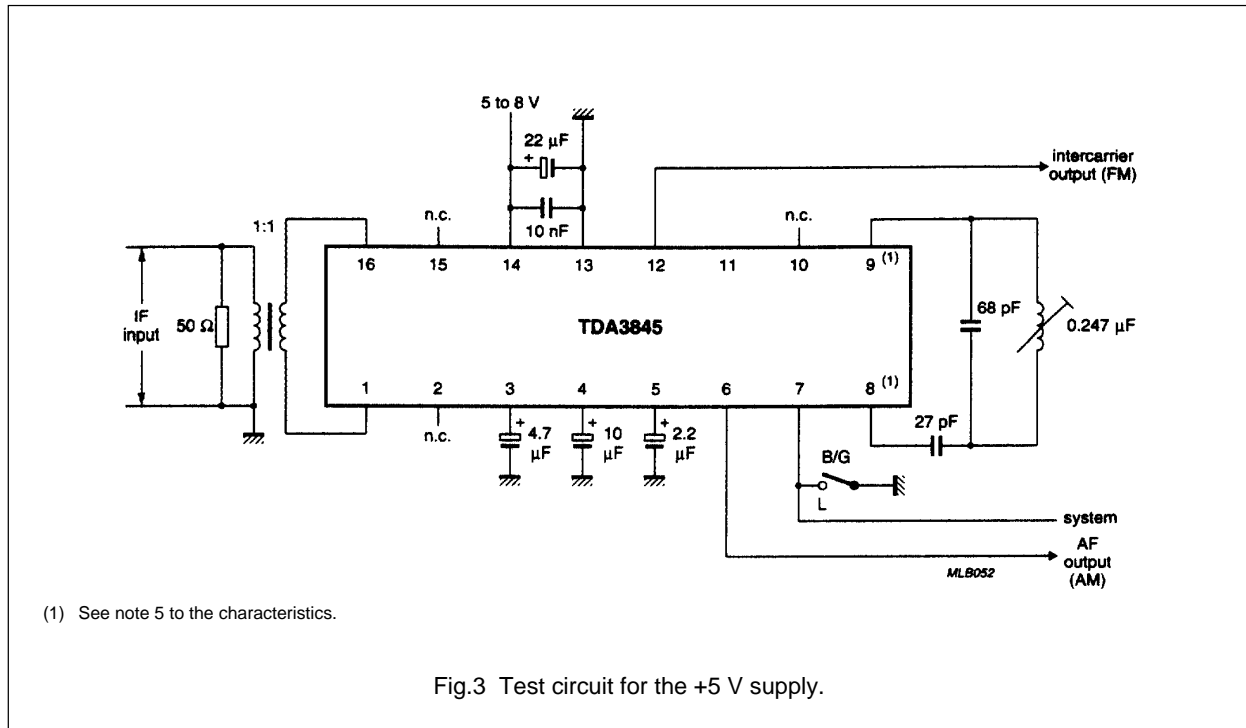 5 to 8 V
22 μF
+
10 nF
intercarrier
output (FM)
1:1
n.c.
n.c.
16
15
14
13
12
11
10
9 (1)
IF
input
50 Ω
TDA3845
68 pF
0.247 μF
1
2
3
4
5
6
7
8 (1)
n.c.
+
4.7
μF
+
10
μF
+
2.2
μF
27 pF
B/G
L
system
AF
output
(AM)
MLB052
(1) See note 5 to the characteristics.
Fig.3 Test circuit for the +5 V supply.